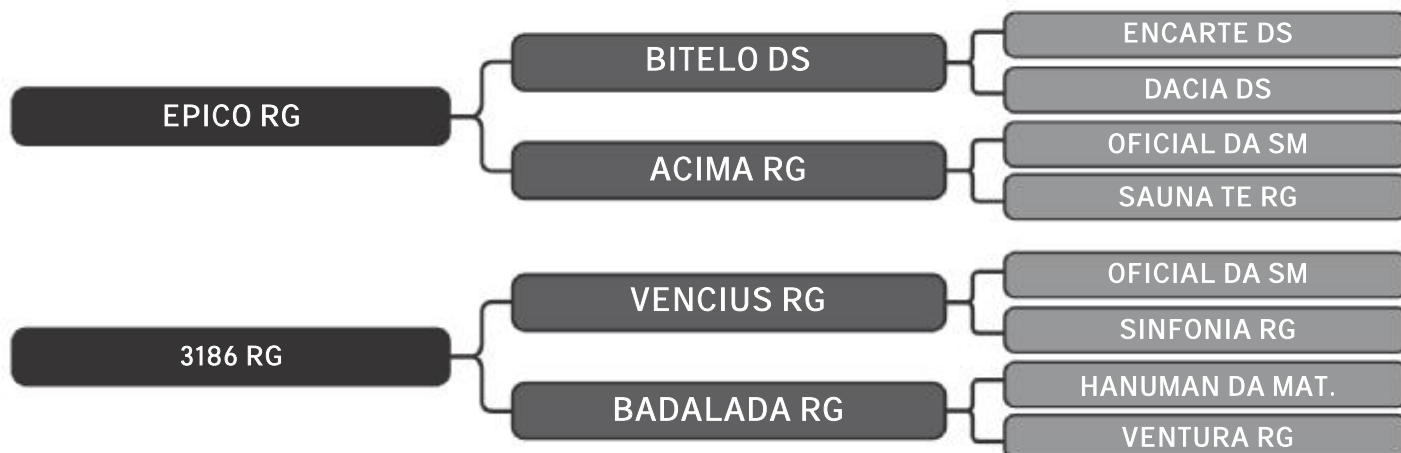 EPICO RG
BITELO DS
ACIMA RG
ENCARTE DS
DACIA DS
OFICIAL DA SM
SAUNA TE RG
3186 RG
VENCIUS RG
BADALADA RG
OFICIAL DA SM
SINFONIA RG
HANUMAN DA MAT.
VENTURA RG